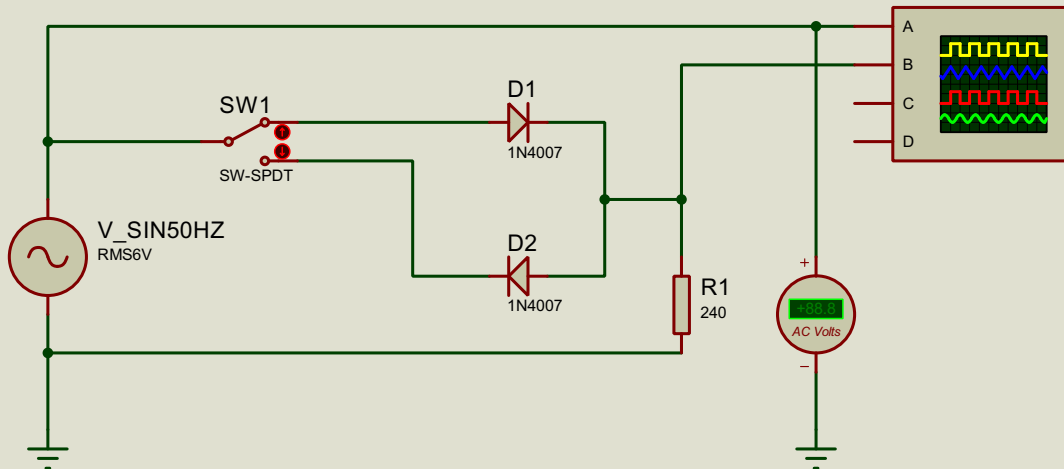 A
B
C
D
SW1
SW-SPDT
D1
1N4007
V_SIN50HZ
RMS6V
D2
1N4007
R1
240
+
+88.8
AC Volts
−